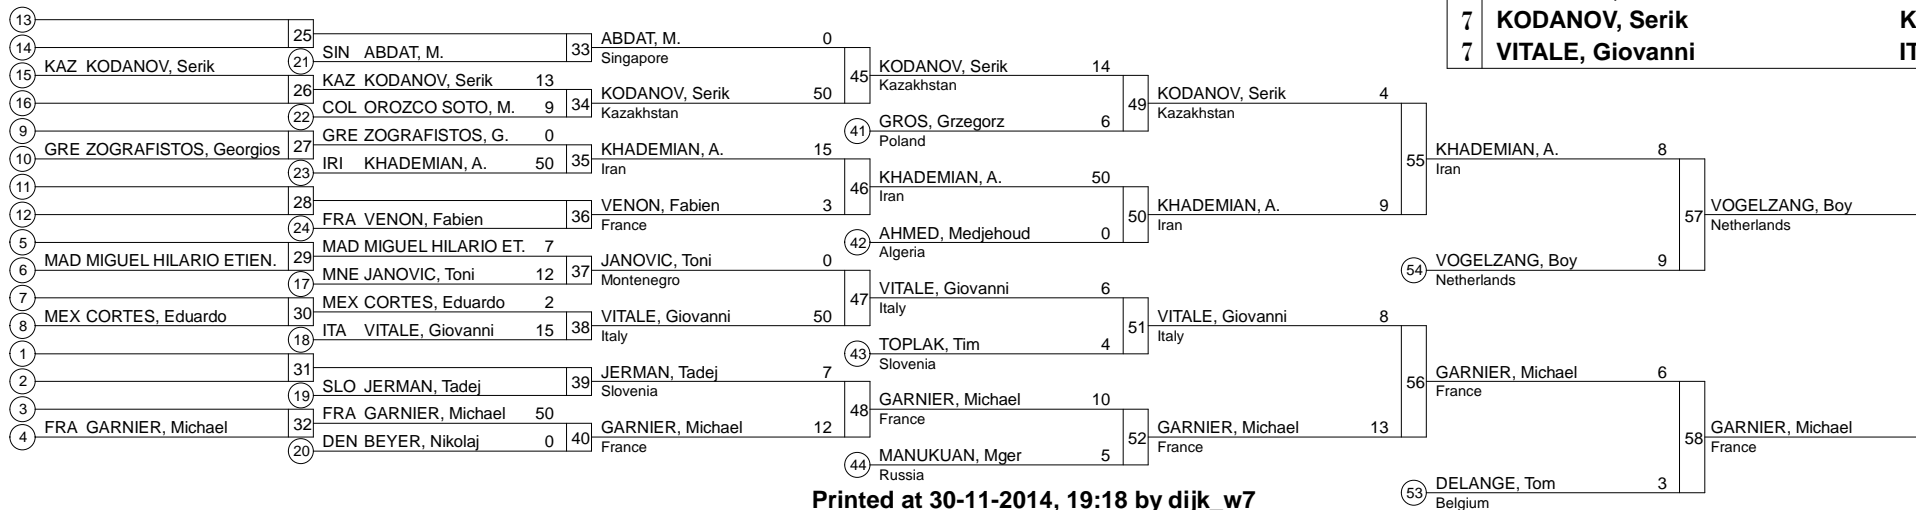 13
14
15 KAZ KODANOV, Serik
16
9
10 GRE ZOGRAFISTOS, Georgios
11
12
5
6 MAD MIGUEL HILARIO ETIEN.
7
8 MEX CORTES, Eduardo
1
2
3
4 FRA GARNIER, Michael
25
21 SIN ABDAT, M.
26 KAZ KODANOV, Serik 13
22 COL OROZCO SOTO, M. 9
27 GRE ZOGRAFISTOS, G. 0
23 IRI KHADEMIAN, A. 50
28
24 FRA VENON, Fabien
29 MAD MIGUEL HILARIO ET. 7
17 MNE JANOVIC, Toni 12
30 MEX CORTES, Eduardo 2
18 ITA VITALE, Giovanni 15
31
19 SLO JERMAN, Tadej
32 FRA GARNIER, Michael 50
20 DEN BEYER, Nikolaj 0
33 ABDAT, M. 0
Singapore
34 KODANOV, Serik 50
Kazakhstan
35 KHADEMIAN, A. 15
Iran
36 VENON, Fabien 3
France
37 JANOVIC, Toni 0
Montenegro
38 VITALE, Giovanni 50
Italy
39 JERMAN, Tadej 7
Slovenia
40 GARNIER, Michael 12
France
45 KODANOV, Serik 14
Kazakhstan
41 GROS, Grzegorz 6
Poland
46 KHADEMIAN, A. 50
Iran
42 AHMED, Medjehoud 0
Algeria
47 VITALE, Giovanni 6
Italy
43 TOPLAK, Tim 4
Slovenia
48 GARNIER, Michael 10
France
44 MANUKUAN, Mger 5
Russia
49 KODANOV, Serik 4
Kazakhstan
50 KHADEMIAN, A. 9
Iran
51 VITALE, Giovanni 8
Italy
52 GARNIER, Michael 13
France
55 KHADEMIAN, A. 8
Iran
54 VOGELZANG, Boy 9
Netherlands
56 GARNIER, Michael 6
France
53 DELANGE, Tom 3
Belgium
57 VOGELZANG, Boy
Netherlands
58 GARNIER, Michael
France
7 KODANOV, Serik K
7 VITALE, Giovanni IT
Printed at 30-11-2014, 19:18 by dijk_w7